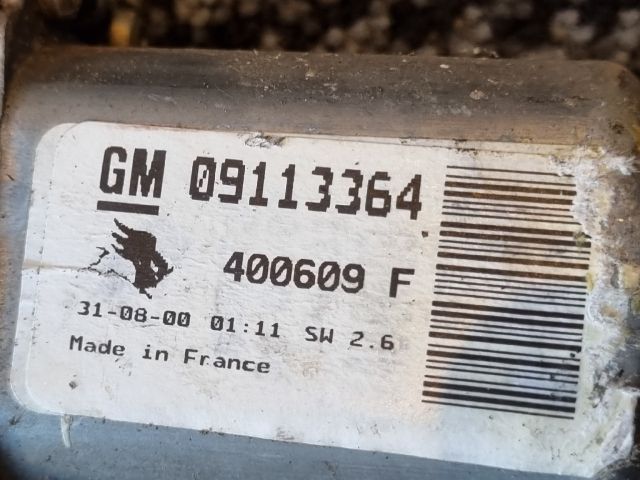 GM 09113364
400609 F
31-08-00 01:11 SW 2.6
Made in France